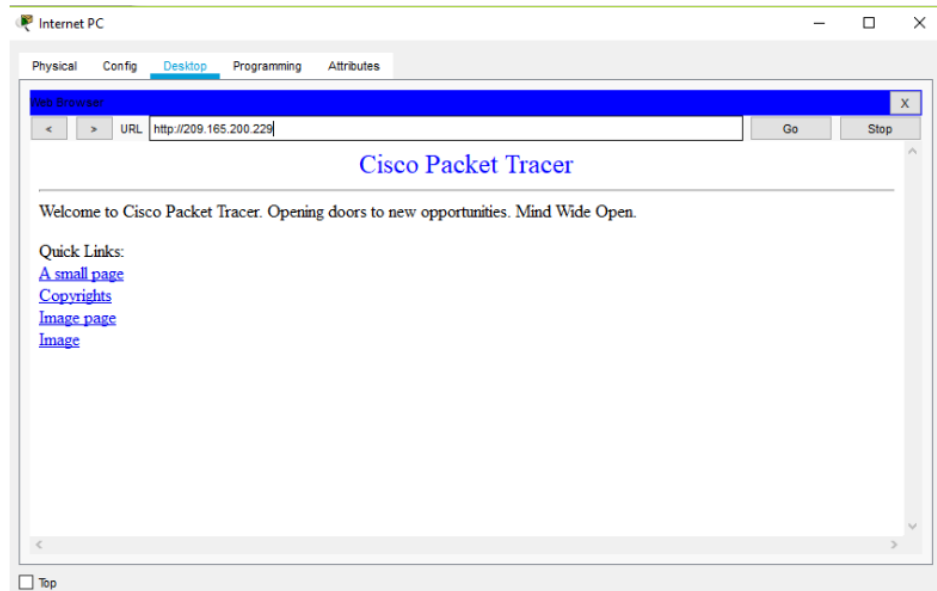 Internet PC
Physical Config Desktop Programming Attributes
Web Browser X
< > URL http://209.165.200.229 Go Stop
Cisco Packet Tracer
Welcome to Cisco Packet Tracer. Opening doors to new opportunities. Mind Wide Open.
Quick Links:
A small page
Copyrights
Image page
Image
Top